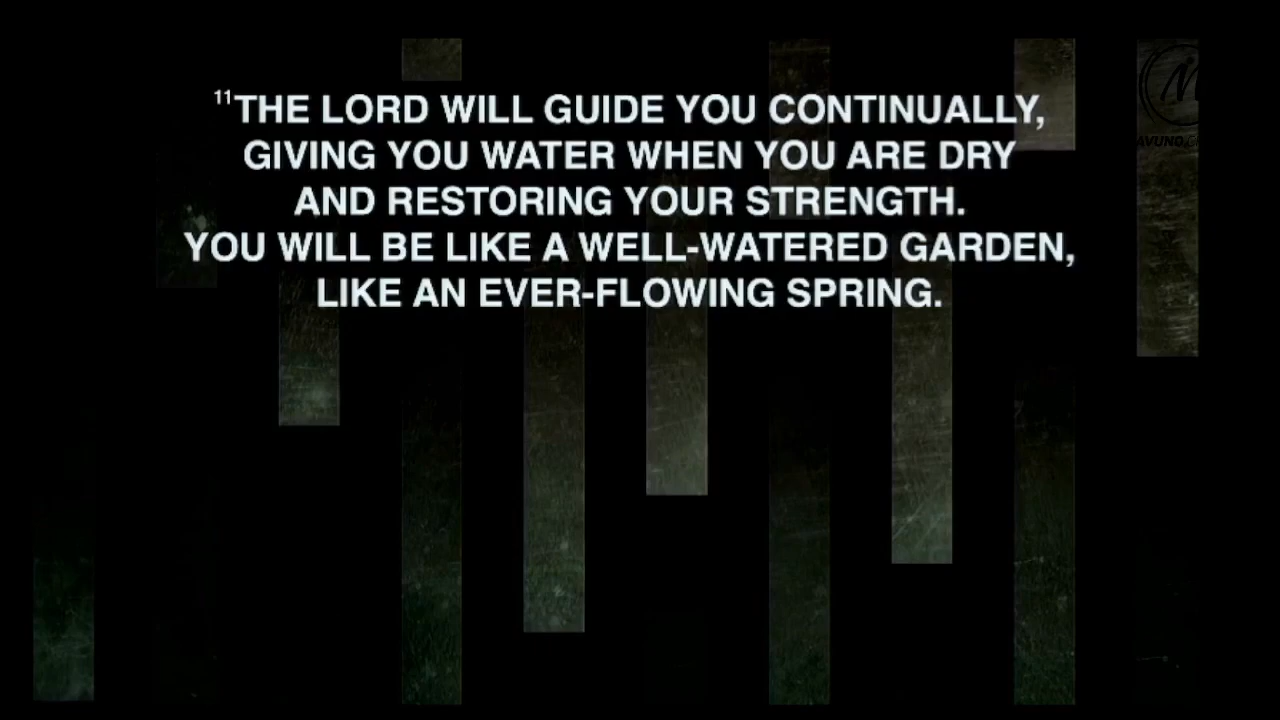 ¹¹THE LORD WILL GUIDE YOU CONTINUALLY,
GIVING YOU WATER WHEN YOU ARE DRY
AND RESTORING YOUR STRENGTH.
YOU WILL BE LIKE A WELL-WATERED GARDEN,
LIKE AN EVER-FLOWING SPRING.